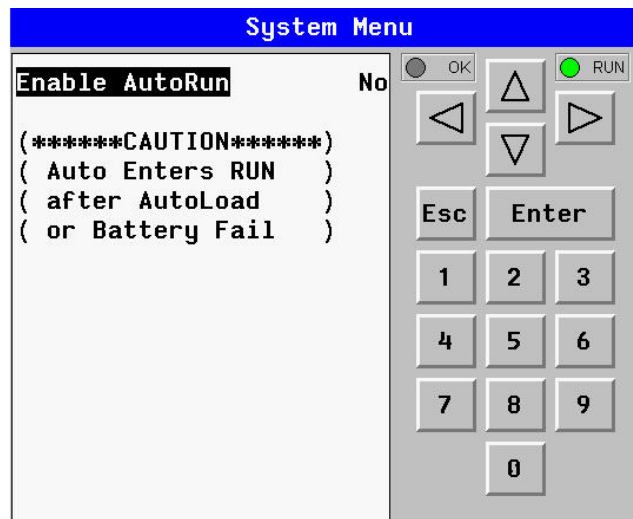 System Menu
Enable AutoRun No
(******CAUTION******)
( Auto Enters RUN )
( after AutoLoad )
( or Battery Fail )
OK
RUN
Esc
Enter
1 2 3
4 5 6
7 8 9
0